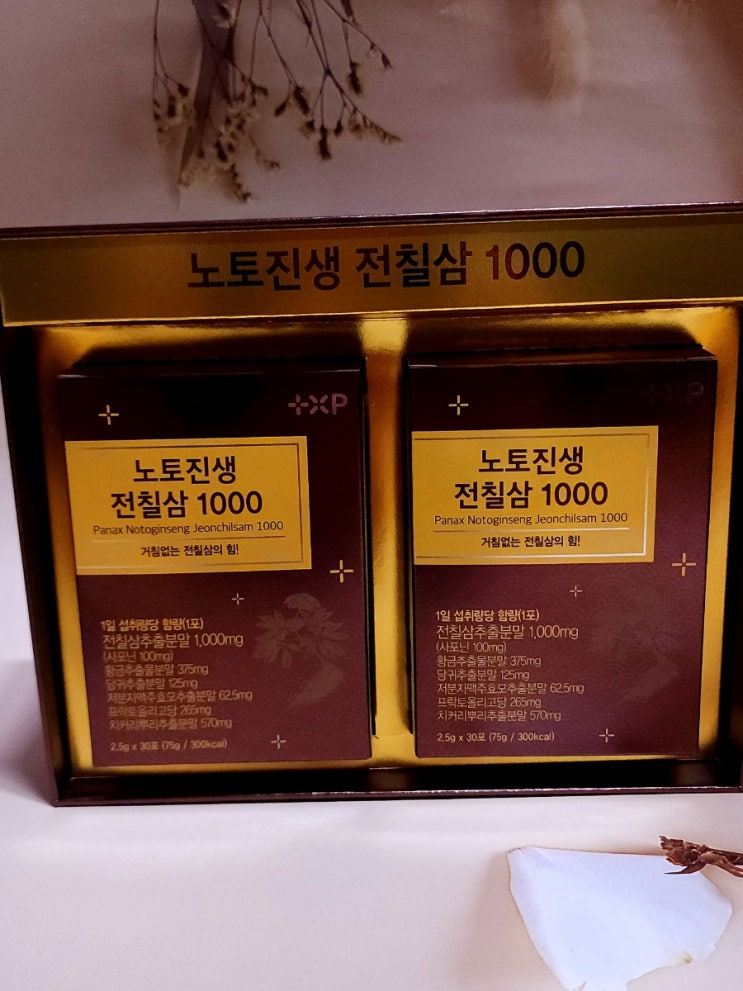 노토진생 전칠삼 1000
+XP
노토진생
전칠삼 1000
Panax Notoginseng Jeonchilsam 1000
거침없는 전칠삼의 힘!
1일 섭취량당 함량(1포)
전칠삼추출분말 1,000mg
(사포닌 100mg)
황금추출물분말 375mg
당귀추출분말 125mg
저분자맥주효모추출분말 62.5mg
프락토올리고당 265mg
치커리뿌리추출분말 570mg
2.5g x 30포 (75g / 300kcal)
+XP
노토진생
전칠삼 1000
Panax Notoginseng Jeonchilsam 1000
거침없는 전칠삼의 힘!
1일 섭취량당 함량(1포)
전칠삼추출분말 1,000mg
(사포닌 100mg)
황금추출물분말 375mg
당귀추출분말 125mg
저분자맥주효모추출분말 62.5mg
프락토올리고당 265mg
치커리뿌리추출분말 570mg
2.5g x 30포 (75g / 300kcal)